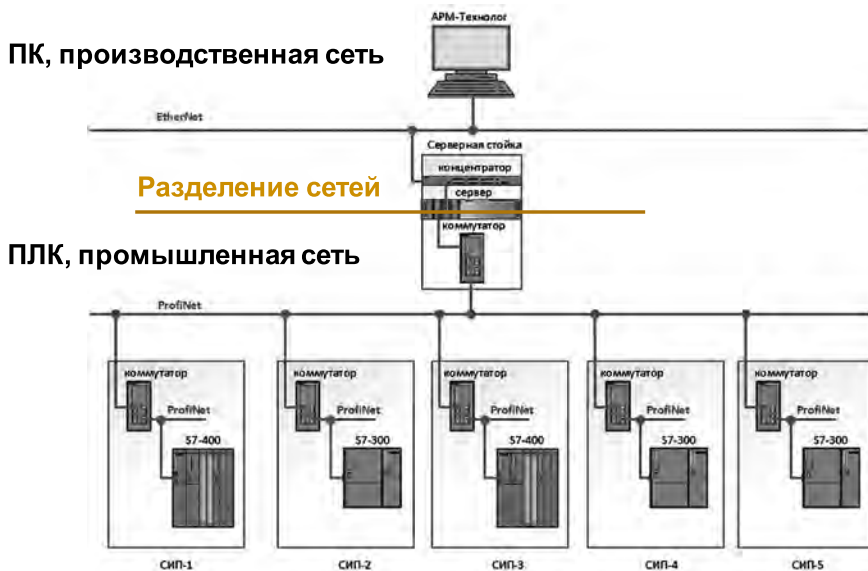 АРМ-Технолог
ПК, производственная сеть
EtherNet
Серверная стойка
концентратор
Разделение сетей
сервер
коммутатор
ПЛК, промышленная сеть
ProfiNet
коммутатор
коммутатор
коммутатор
коммутатор
коммутатор
ProfiNet
ProfiNet
ProfiNet
ProfiNet
ProfiNet
S7-400
S7-300
S7-400
S7-300
S7-300
СИП-1
СИП-2
СИП-3
СИП-4
СИП-5